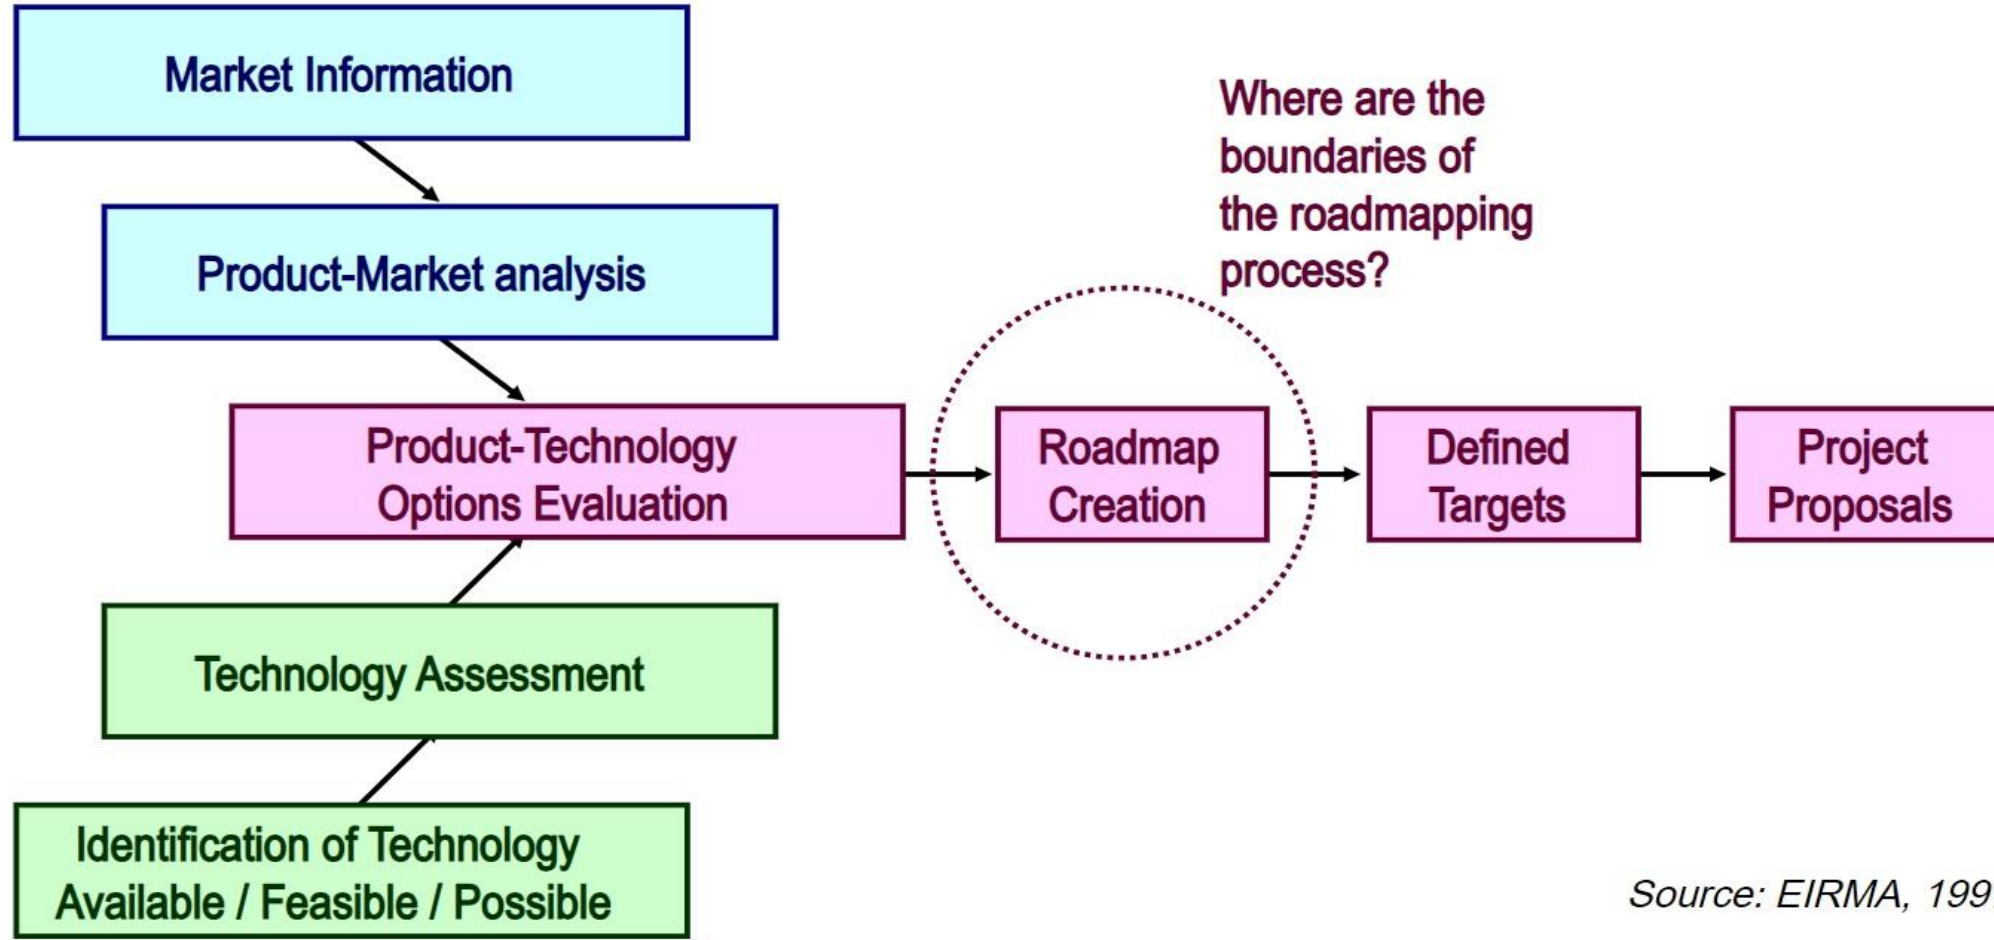 Market Information
Where are the
boundaries of
the roadmapping
process?
Product-Market analysis
Product-Technology
Options Evaluation
Roadmap
Creation
Defined
Targets
Project
Proposals
Technology Assessment
Identification of Technology
Available / Feasible / Possible
Source: EIRMA,